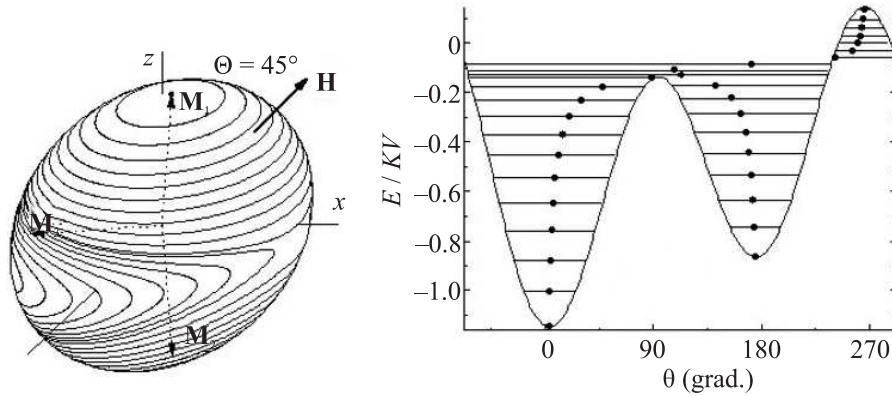 z
Θ = 45°
H
M
x
M
M
E / KV
0
−0.2
−0.4
−0.6
−0.8
−1.0
0 90 180 270
θ (grad.)